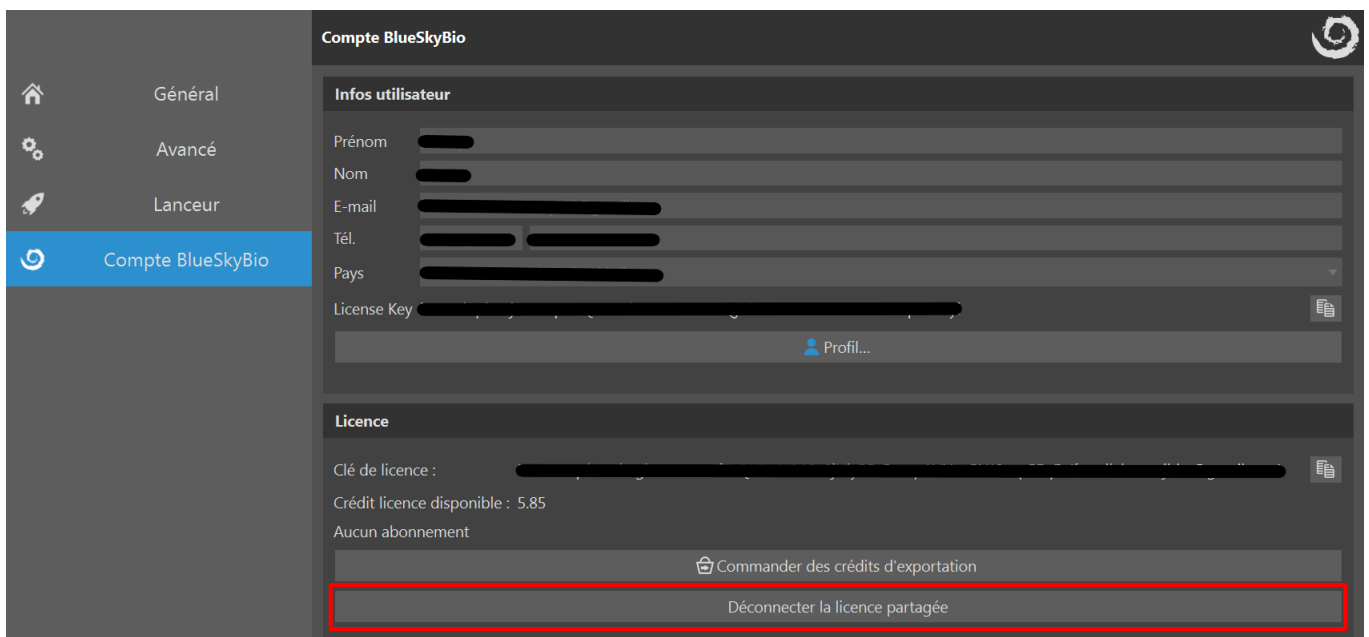 Compte BlueSkyBio
Général
Avancé
Lanceur
Compte BlueSkyBio
Infos utilisateur
Prénom
Nom
E-mail
Tél.
Pays
License Key
Profil...
Licence
Clé de licence :
Crédit licence disponible : 5.85
Aucun abonnement
Commander des crédits d'exportation
Déconnecter la licence partagée